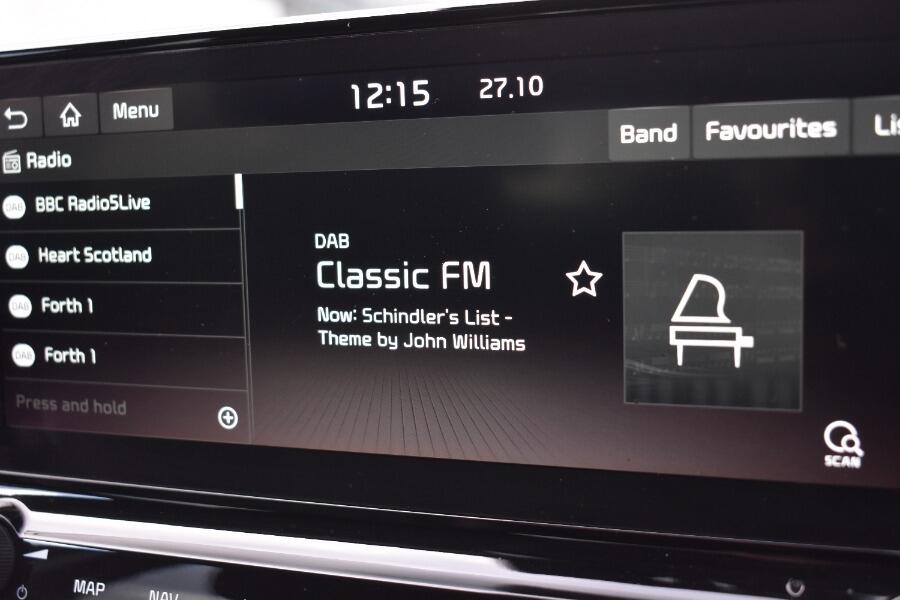 12:15 27.10
Menu
Band Favourites
Radio
DAB BBC Radio5Live
DAB Heart Scotland
DAB Forth 1
DAB Forth 1
Press and hold
DAB
Classic FM
Now: Schindler's List -
Theme by John Williams
SCAN
MAP NAV